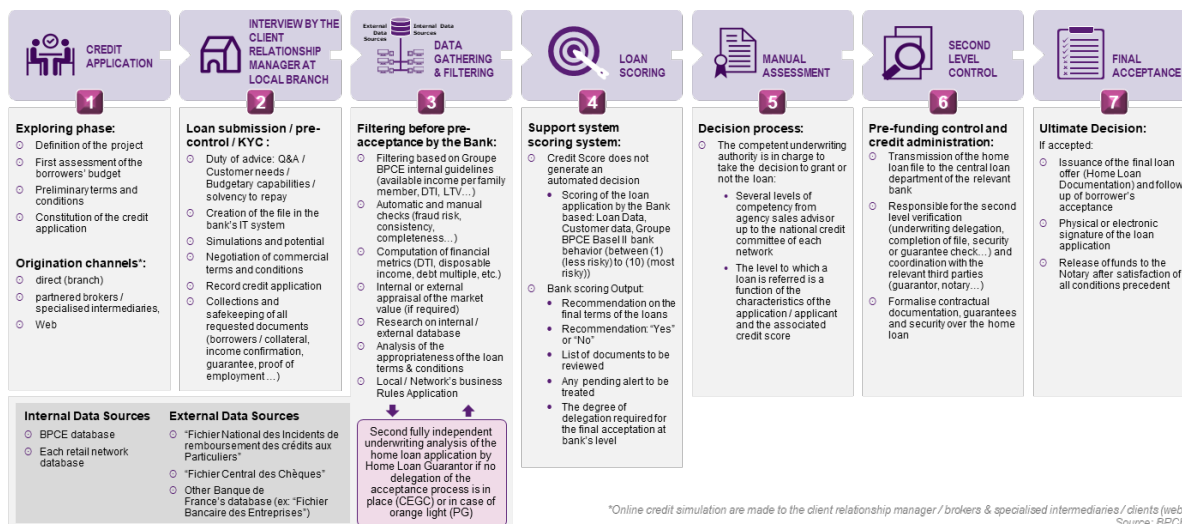 CREDIT
APPLICATION
INTERVIEW BY THE
CLIENT
RELATIONSHIP
MANAGER AT
LOCAL BRANCH
External
Data
Sources
Internal Data
Sources
DATA
GATHERING
& FILTERING
LOAN
SCORING
MANUAL
ASSESSMENT
SECOND
LEVEL
CONTROL
FINAL
ACCEPTANCE
1
2
3
4
5
6
7
Exploring phase:
Definition of the project
First assessment of the
borrowers' budget
Preliminary terms and
conditions
Constitution of the credit
application
Origination channels*:
direct (branch)
partnered brokers /
specialised intermediaries,
Web
Loan submission / pre-
control / KYC :
Duty of advice: Q&A /
Customer needs /
Budgetary capabilities /
solvency to repay
Creation of the file in the
bank's IT system
Simulations and potential
Negotiation of commercial
terms and conditions
Record credit application
Collections and
safekeeping of all
requested documents
(borrowers / collateral,
income confirmation,
guarantee, proof of
employment ...)
Filtering before pre-
acceptance by the Bank:
Filtering based on Groupe
BPCE internal guidelines
(available income per family
member, DTI, LTV...)
Automatic and manual
checks (fraud risk,
consistency,
completeness...)
Computation of financial
metrics (DTI, disposable
income, debt multiple, etc.)
Internal or external
appraisal of the market
value (if required)
Research on internal /
external database
Analysis of the
appropriateness of the loan
terms & conditions
Local / Network's business
Rules Application
Second fully independent
underwriting analysis of the
home loan application by
Home Loan Guarantor if no
delegation of the
acceptance process is in
place (CEGC) or in case of
orange light (PG)
Support system
scoring system:
Credit Score does not
generate an
automated decision
Scoring of the loan
application by the Bank
based: Loan Data,
Customer data, Groupe
BPCE Basel II bank
behavior (between (1)
(less risky) to (10) (most
risky))
Bank scoring Output:
Recommendation on the
final terms of the loans
Recommendation: "Yes"
or "No"
List of documents to be
reviewed
Any pending alert to be
treated
The degree of
delegation required for
the final acceptation at
bank's level
Decision process:
The competent underwriting
authority is in charge to
take the decision to grant or
not the loan:
Several levels of
competency from
agency sales advisor
up to the national credit
committee of each
network
The level to which a
loan is referred is a
function of the
characteristics of the
application / applicant
and the associated
credit score
Pre-funding control and
credit administration:
Transmission of the home
loan file to the central loan
department of the relevant
bank
Responsible for the second
level verification
(underwriting delegation,
completion of file, security
or guarantee check...) and
coordination with the
relevant third parties
(guarantor, notary...)
Formalise contractual
documentation, guarantees
and security over the home
loan
Ultimate Decision:
If accepted:
Issuance of the final loan
offer (Home Loan
Documentation) and follow
up of borrower's
acceptance
Physical or electronic
signature of the loan
application
Release of funds to the
Notary after satisfaction of
all conditions precedent
Internal Data Sources
BPCE database
Each retail network
database
External Data Sources
"Fichier National des Incidents de
remboursement des crédits aux
Particuliers"
"Fichier Central des Chèques"
Other Banque de
France's database (ex: "Fichier
Bancaire des Entreprises")
*Online credit simulation are made to the client relationship manager / brokers & specialised intermediaries / clients (web
Source: BPCE